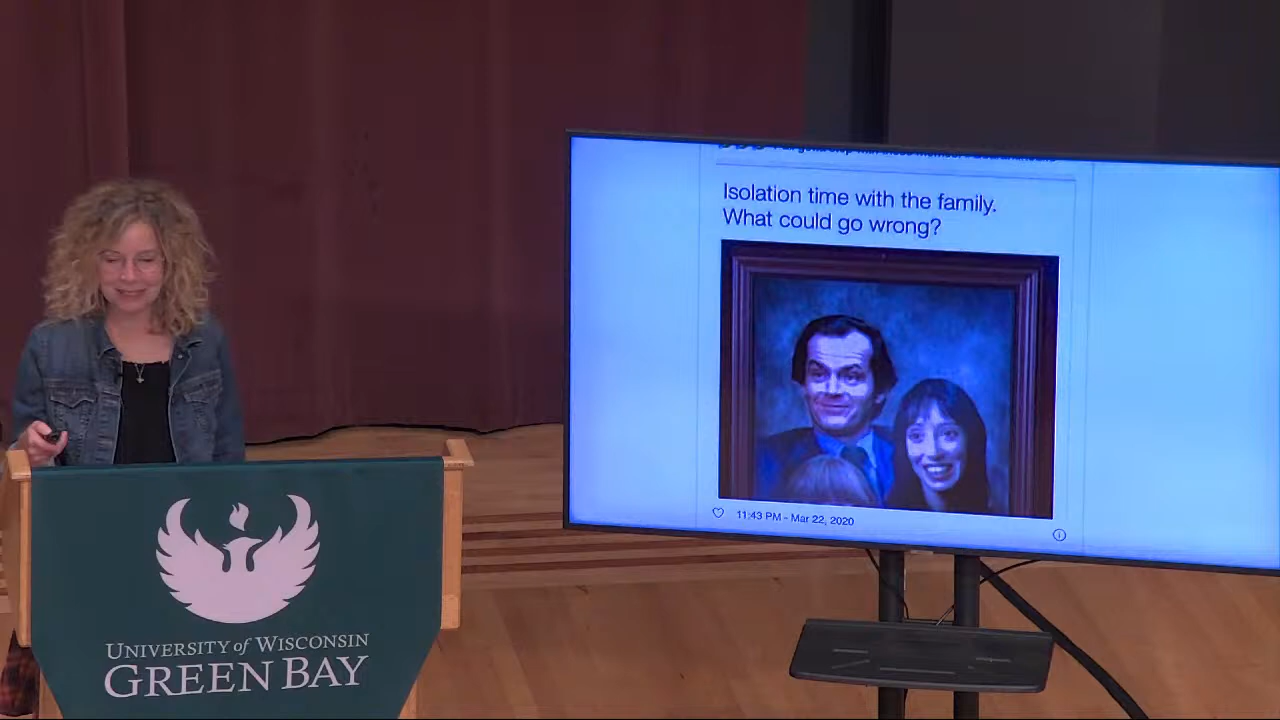 Isolation time with the family.
What could go wrong?
11:43 PM - Mar 22, 2020
UNIVERSITY of WISCONSIN
GREEN BAY